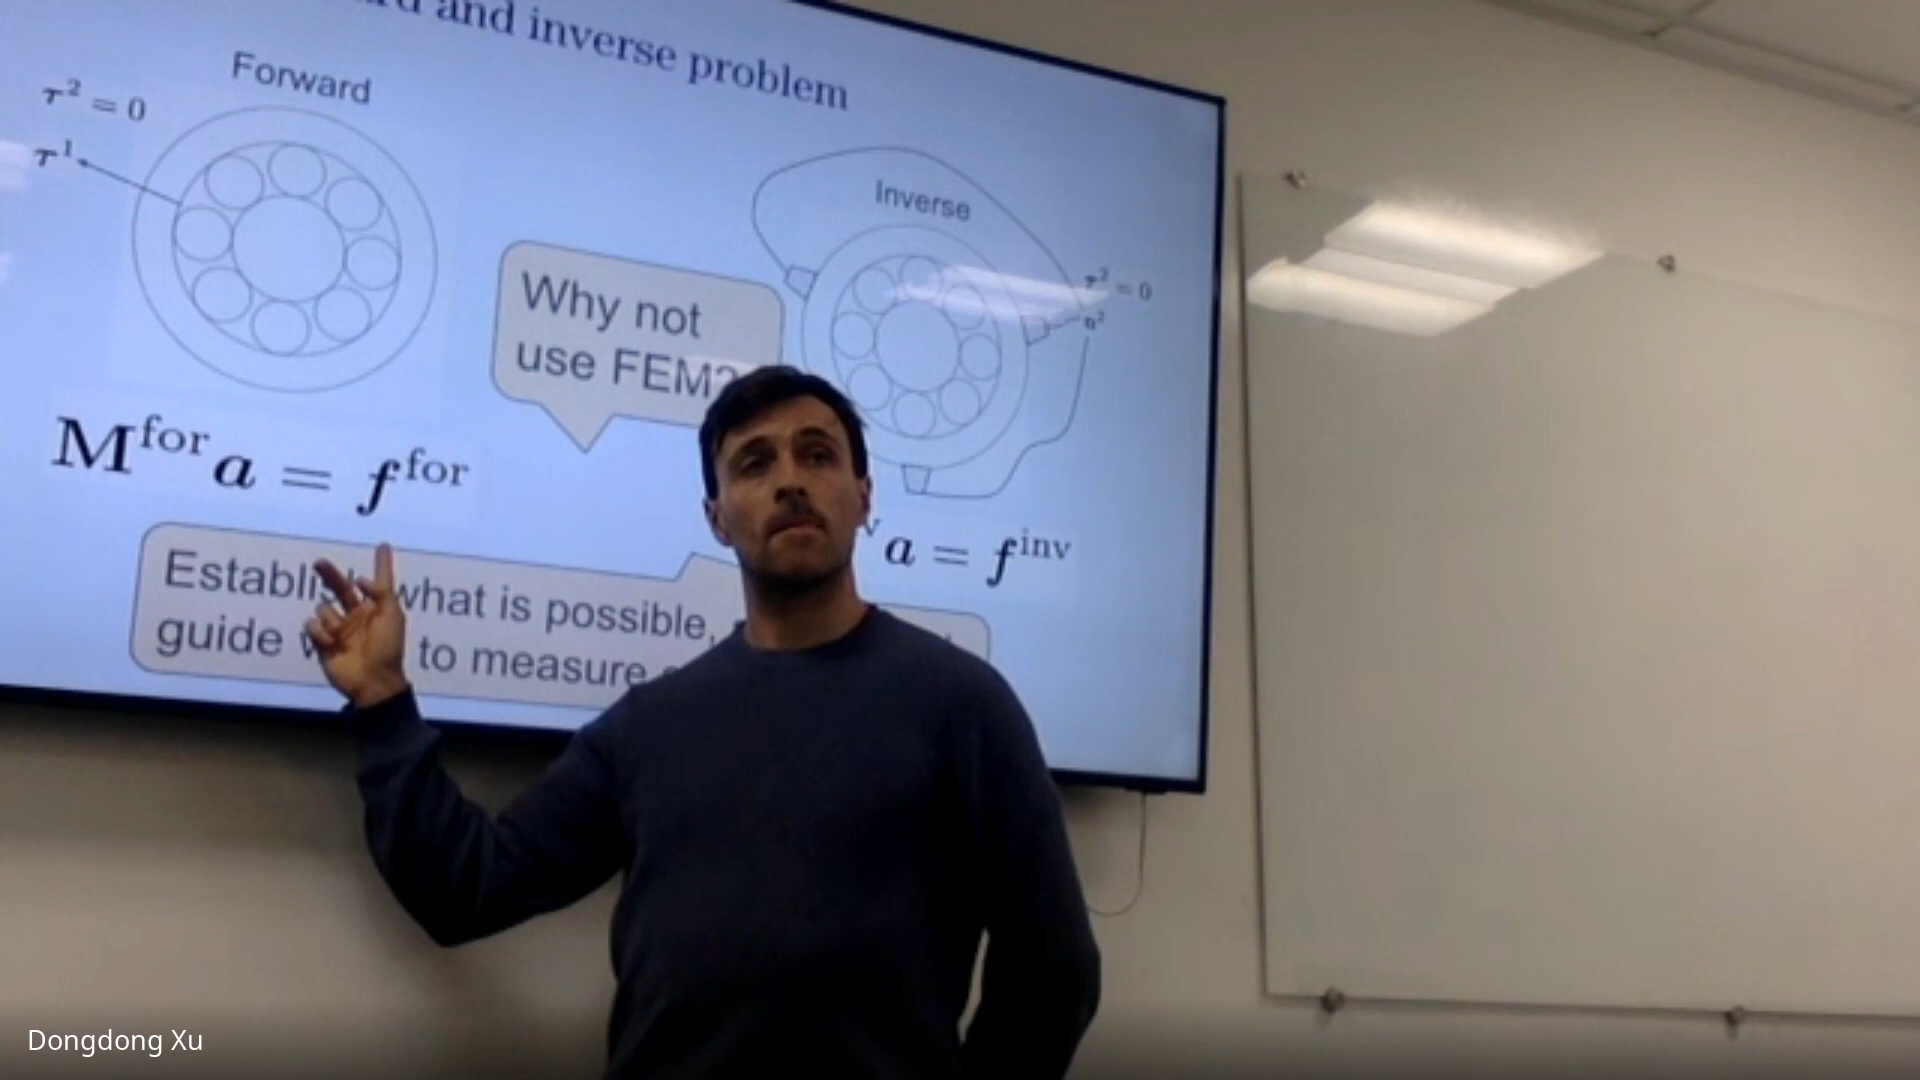 and inverse problem
Forward
τ² = 0
τ¹
Inverse
τ² = 0
Why not
use FEM?
M^for a = f^for
a = f^inv
what is possible,
guide to measure
Dongdong Xu